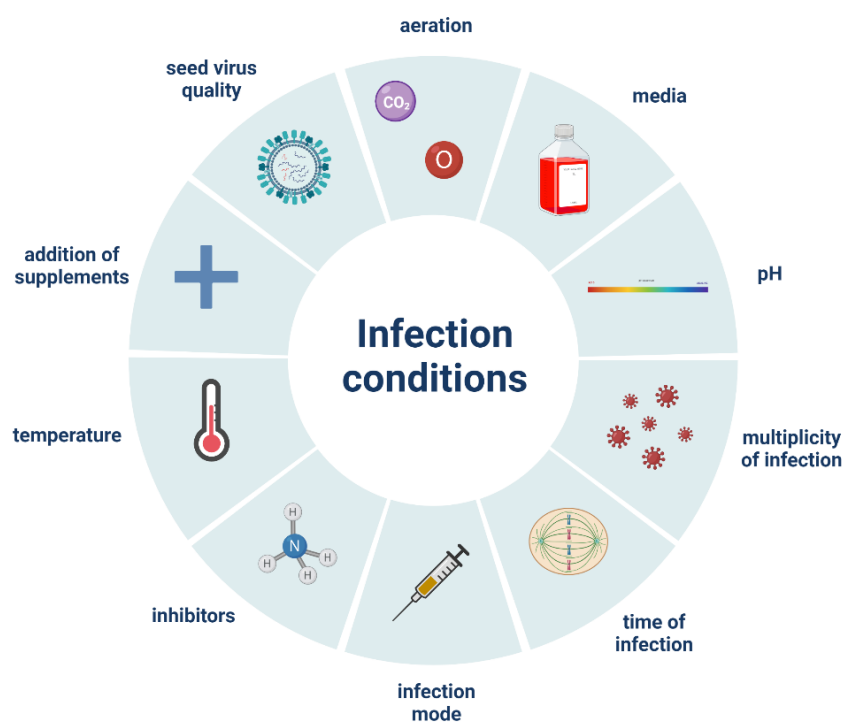 aeration
seed virus
quality
media
CO₂
O
addition of
supplements
pH
Infection
conditions
temperature
multiplicity
of infection
H
N
H
H
H
inhibitors
time of
infection
infection
mode